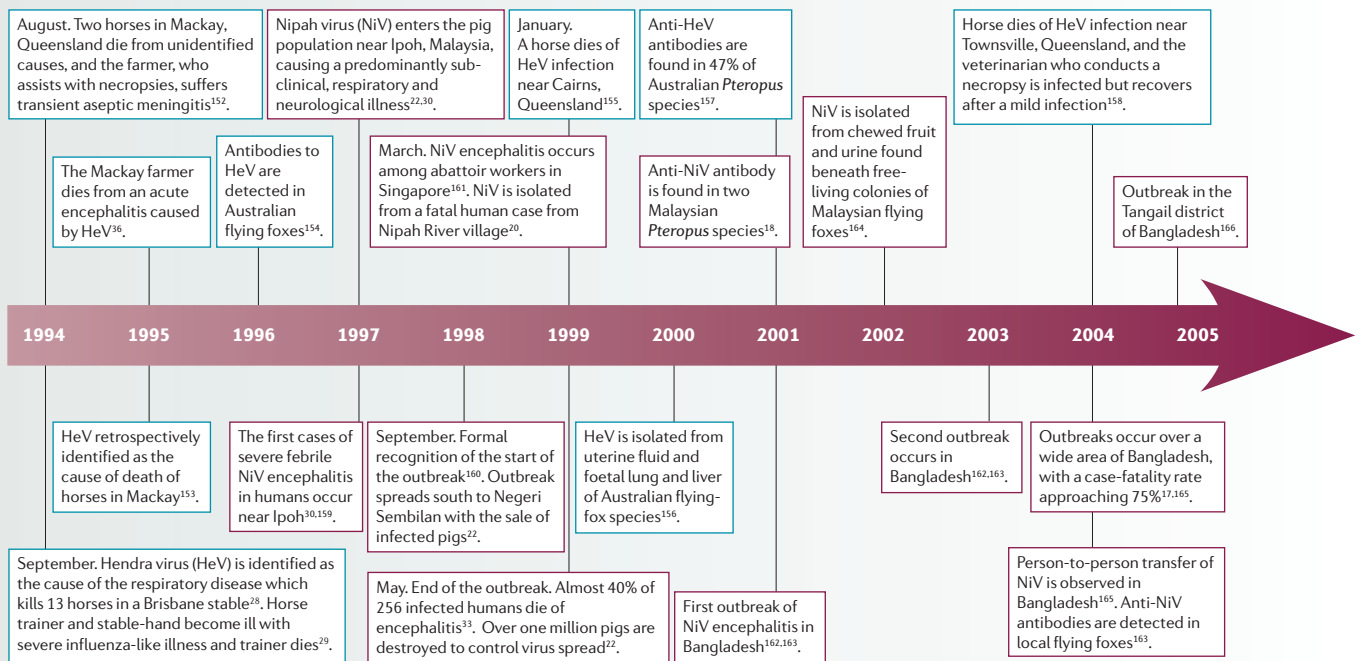 August. Two horses in Mackay,
Queensland die from unidentified
causes, and the farmer, who
assists with necropsies, suffers
transient aseptic meningitis¹⁵².
Nipah virus (NiV) enters the pig
population near Ipoh, Malaysia,
causing a predominantly sub-
clinical, respiratory and
neurological illness²²,³⁰.
January.
A horse dies of
HeV infection
near Cairns,
Queensland¹⁵⁵.
Anti-HeV
antibodies are
found in 47% of
Australian Pteropus
species¹⁵⁷.
Horse dies of HeV infection near
Townsville, Queensland, and the
veterinarian who conducts a
necropsy is infected but recovers
after a mild infection¹⁵⁸.
The Mackay farmer
dies from an acute
encephalitis caused
by HeV³⁶.
Antibodies to
HeV are
detected in
Australian
flying foxes¹⁵⁴.
March. NiV encephalitis occurs
among abattoir workers in
Singapore¹⁶¹. NiV is isolated
from a fatal human case from
Nipah River village²⁰.
Anti-NiV antibody
is found in two
Malaysian
Pteropus species¹⁸.
NiV is isolated
from chewed fruit
and urine found
beneath free-
living colonies of
Malaysian flying
foxes¹⁶⁴.
Outbreak in the
Tangail district
of Bangladesh¹⁶⁶.
1994 1995 1996 1997 1998 1999 2000 2001 2002 2003 2004 2005
HeV retrospectively
identified as the
cause of death of
horses in Mackay¹⁵³.
The first cases of
severe febrile
NiV encephalitis
in humans occur
near Ipoh³⁰,¹⁵⁹.
September. Formal
recognition of the start of
the outbreak¹⁶⁰. Outbreak
spreads south to Negeri
Sembilan with the sale of
infected pigs²².
HeV is isolated from
uterine fluid and
foetal lung and liver
of Australian flying-
fox species¹⁵⁶.
Second outbreak
occurs in
Bangladesh¹⁶²,¹⁶³.
Outbreaks occur over a
wide area of Bangladesh,
with a case-fatality rate
approaching 75%¹⁷,¹⁶⁵.
September. Hendra virus (HeV) is identified as
the cause of the respiratory disease which
kills 13 horses in a Brisbane stable²⁸. Horse
trainer and stable-hand become ill with
severe influenza-like illness and trainer dies²⁹.
May. End of the outbreak. Almost 40% of
256 infected humans die of
encephalitis³³. Over one million pigs are
destroyed to control virus spread²².
First outbreak of
NiV encephalitis in
Bangladesh¹⁶²,¹⁶³.
Person-to-person transfer of
NiV is observed in
Bangladesh¹⁶⁵. Anti-NiV
antibodies are detected in
local flying foxes¹⁶³.